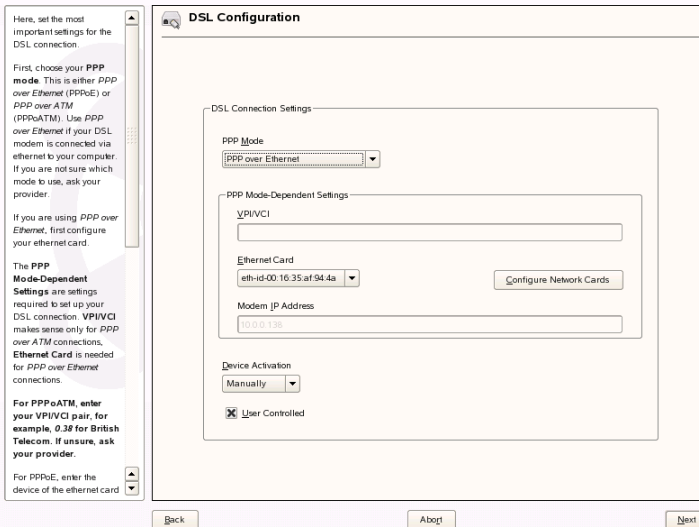 Here, set the most
important settings for the
DSL connection.
First, choose your PPP
mode. This is either PPP
over Ethernet (PPPoE) or
PPP over ATM
(PPPoATM). Use PPP
over Ethernet if your DSL
modem is connected via
ethernet to your computer.
If you are not sure which
mode to use, ask your
provider.
If you are using PPP over
Ethernet, first configure
your ethernet card.
The PPP
Mode-Dependent
Settings are settings
required to set up your
DSL connection. VPI/VCI
makes sense only for PPP
over ATM connections,
Ethernet Card is needed
for PPP over Ethernet
connections.
For PPPoATM, enter
your VPI/VCI pair, for
example, 0.38 for British
Telecom. If unsure, ask
your provider.
For PPPoE, enter the
device of the ethernet card
DSL Configuration
DSL Connection Settings
PPP Mode
PPP over Ethernet
PPP Mode-Dependent Settings
VPI/VCI
Ethernet Card
eth-id-00:16:35:af:94:4a
Configure Network Cards
Modem IP Address
10.0.0.138
Device Activation
Manually
User Controlled
Back
Abort
Next